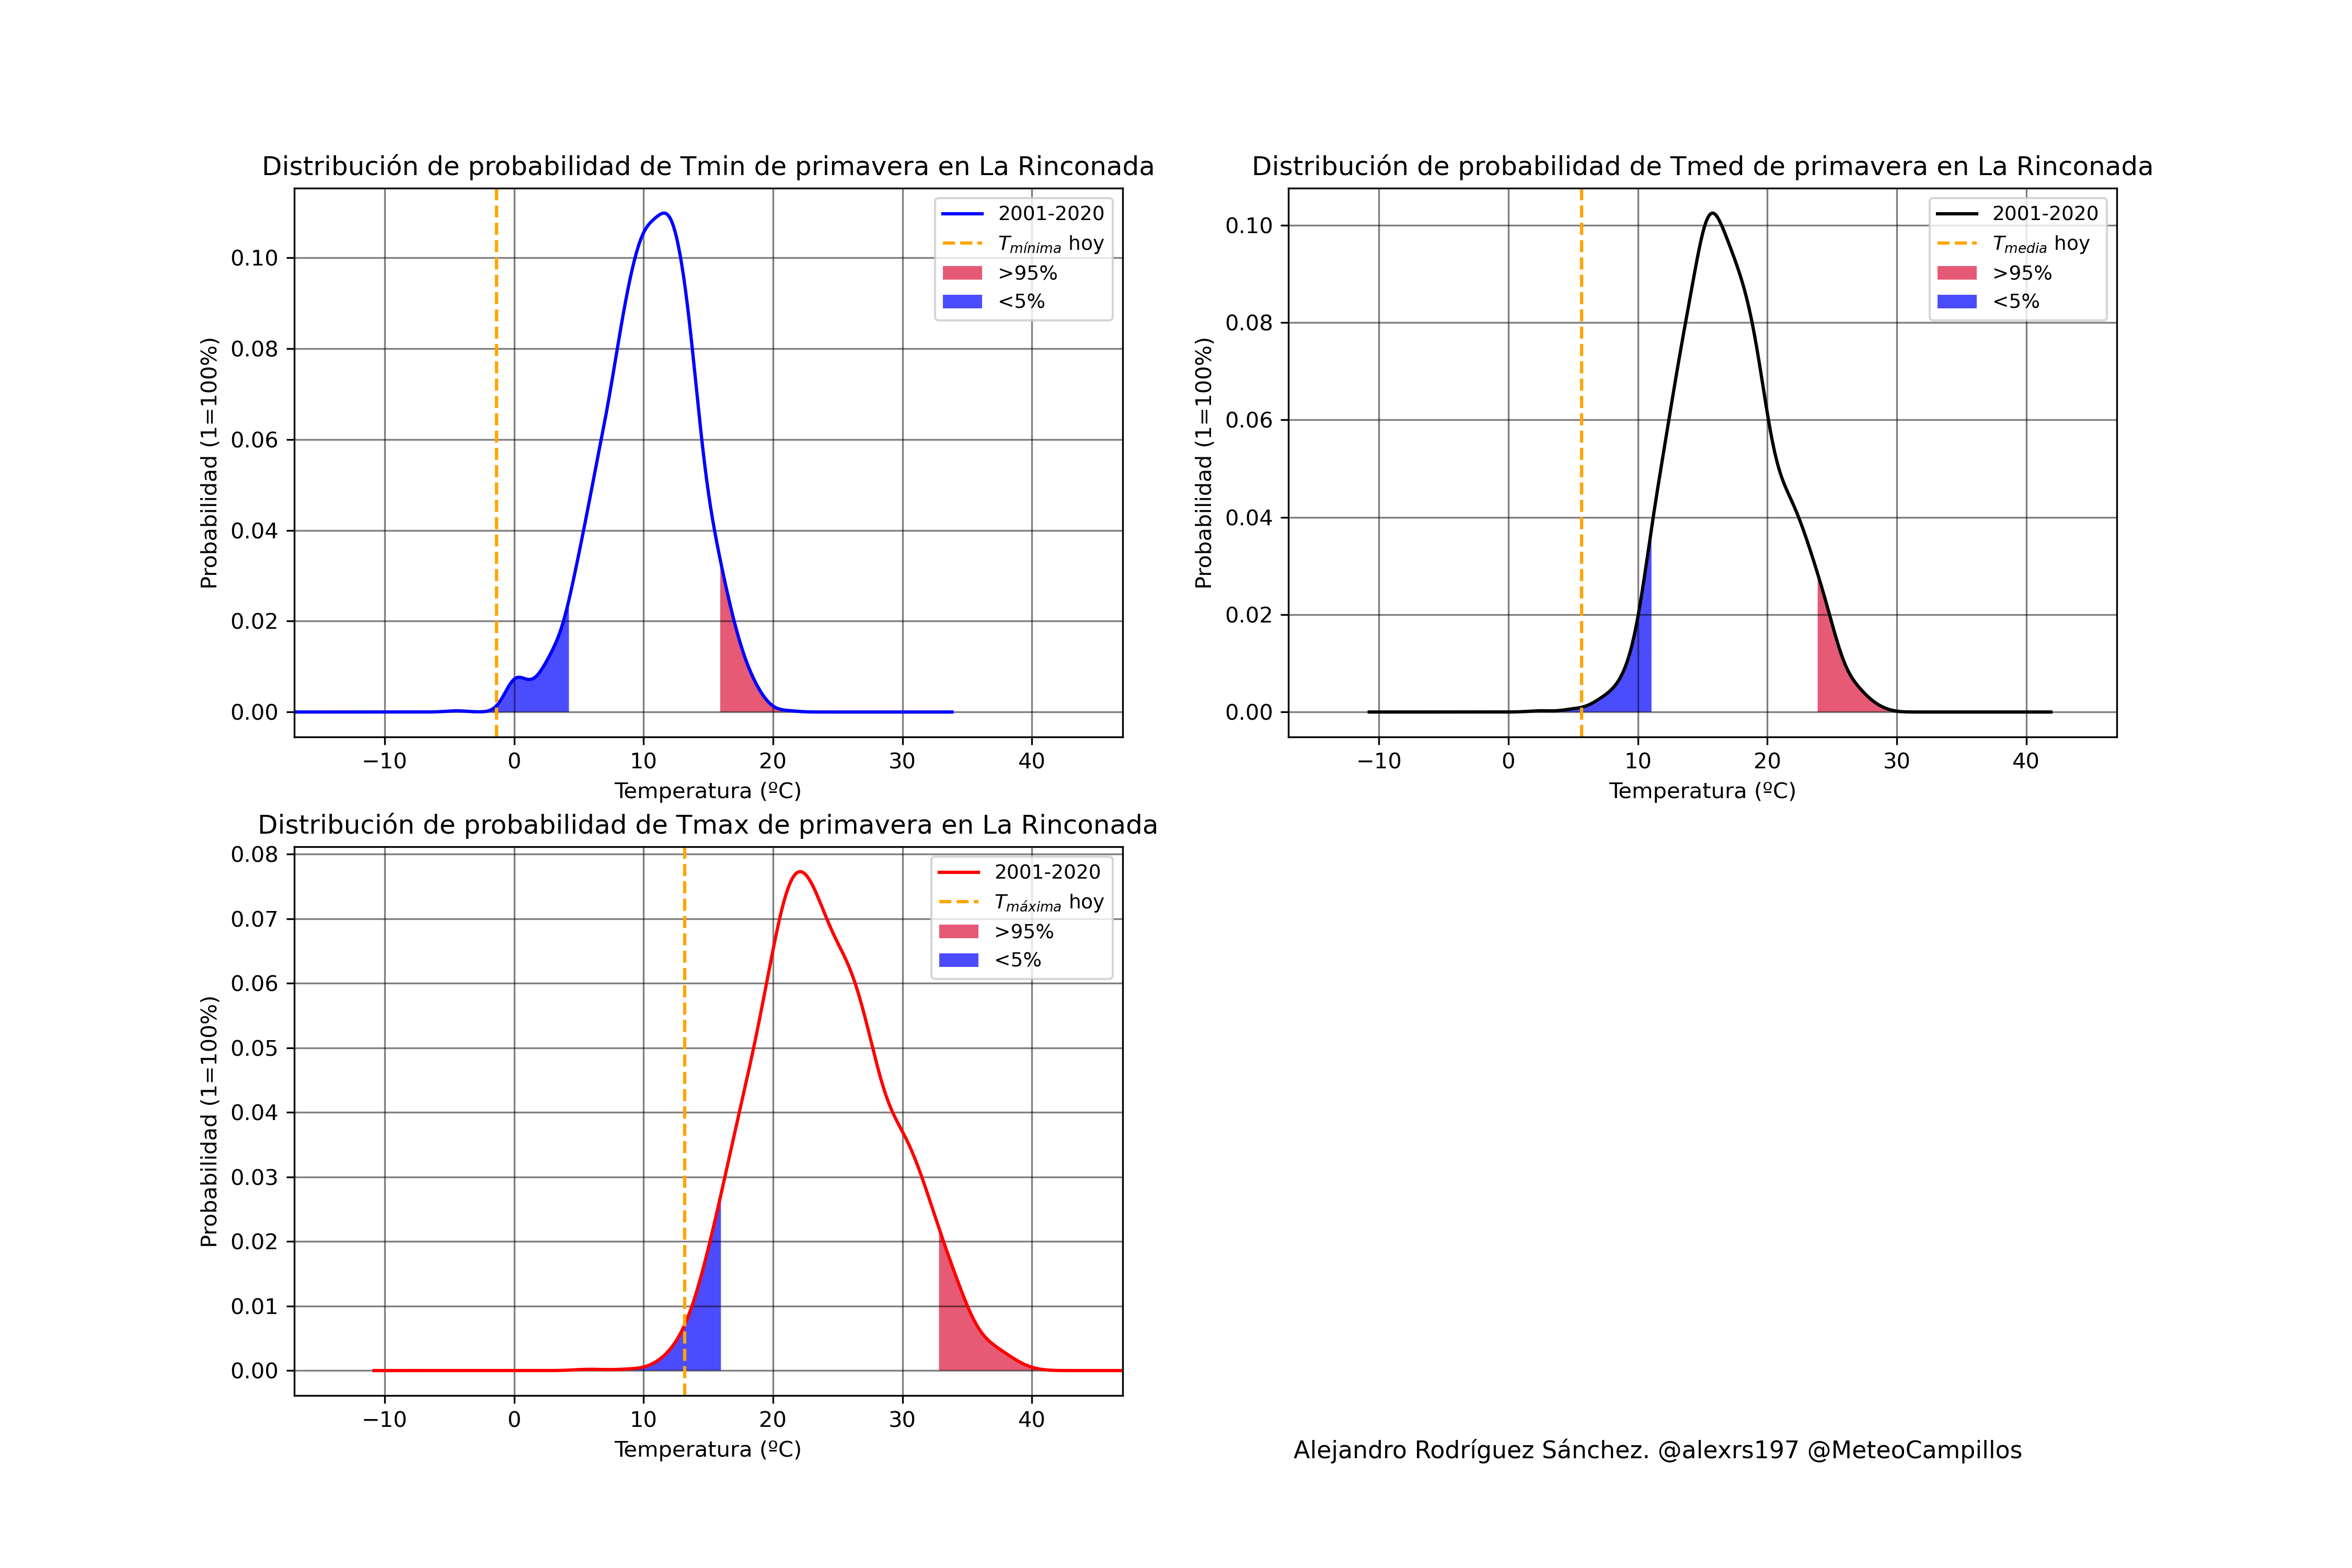 Distribución de probabilidad de Tmin de primavera en La Rinconada
Probabilidad (1=100%)
0.10
0.08
0.06
0.04
0.02
0.00
−10 0 10 20 30 40
Temperatura (ºC)
2001-2020
Tmínima hoy
>95%
<5%
Distribución de probabilidad de Tmed de primavera en La Rinconada
Probabilidad (1=100%)
0.10
0.08
0.06
0.04
0.02
0.00
−10 0 10 20 30 40
Temperatura (ºC)
2001-2020
Tmedia hoy
>95%
<5%
Distribución de probabilidad de Tmax de primavera en La Rinconada
Probabilidad (1=100%)
0.08
0.07
0.06
0.05
0.04
0.03
0.02
0.01
0.00
−10 0 10 20 30 40
Temperatura (ºC)
2001-2020
Tmáxima hoy
>95%
<5%
Alejandro Rodríguez Sánchez. @alexrs197 @MeteoCampillos